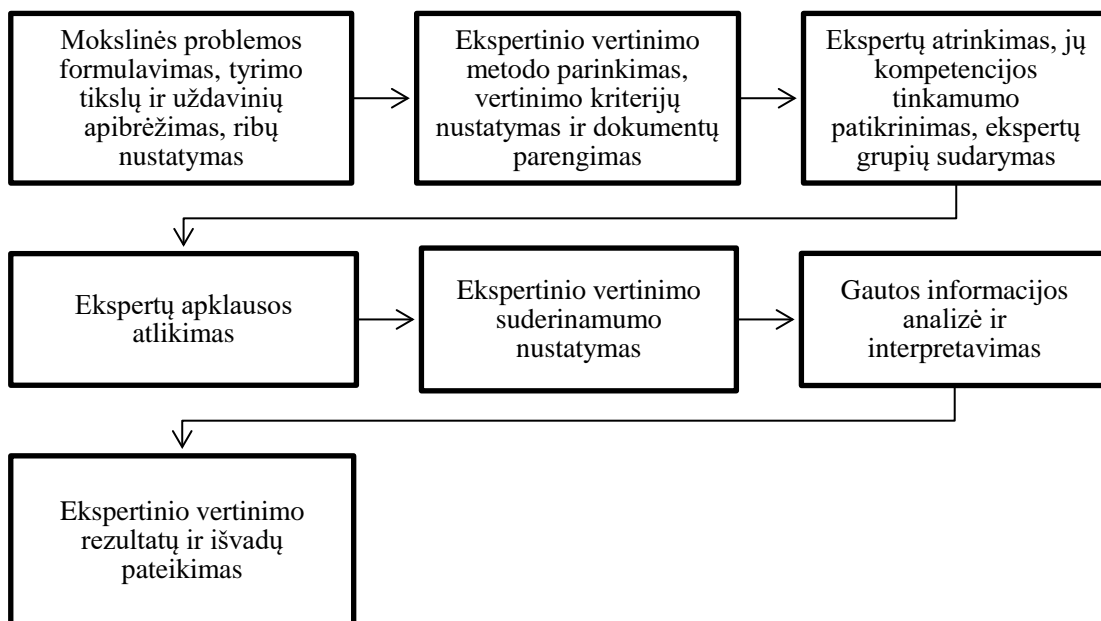 Mokslinės problemos
formulavimas, tyrimo
tikslų ir uždavinių
apibrėžimas, ribų
nustatymas
Ekspertinio vertinimo
metodo parinkimas,
vertinimo kriterijų
nustatymas ir dokumentų
parengimas
Ekspertų atrinkimas, jų
kompetencijos
tinkamumo
patikrinimas, ekspertų
grupių sudarymas
Ekspertų apklausos
atlikimas
Ekspertinio vertinimo
suderinamumo
nustatymas
Gautos informacijos
analizė ir
interpretavimas
Ekspertinio vertinimo
rezultatų ir išvadų
pateikimas